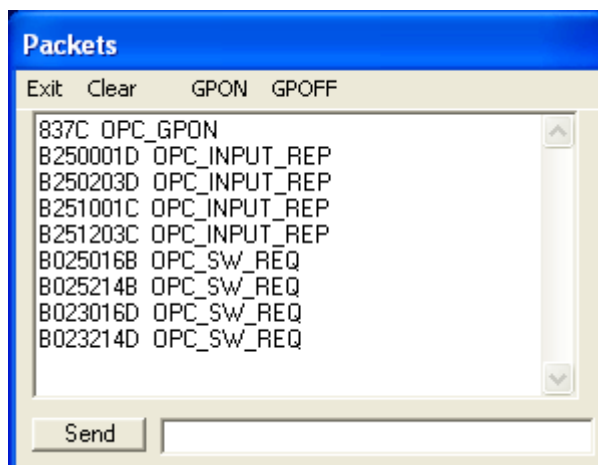 Packets
Exit Clear GPON GPOFF
837C OPC_GPON
B250001D OPC_INPUT_REP
B250203D OPC_INPUT_REP
B251001C OPC_INPUT_REP
B251203C OPC_INPUT_REP
B025016B OPC_SW_REQ
B025214B OPC_SW_REQ
B023016D OPC_SW_REQ
B023214D OPC_SW_REQ
Send